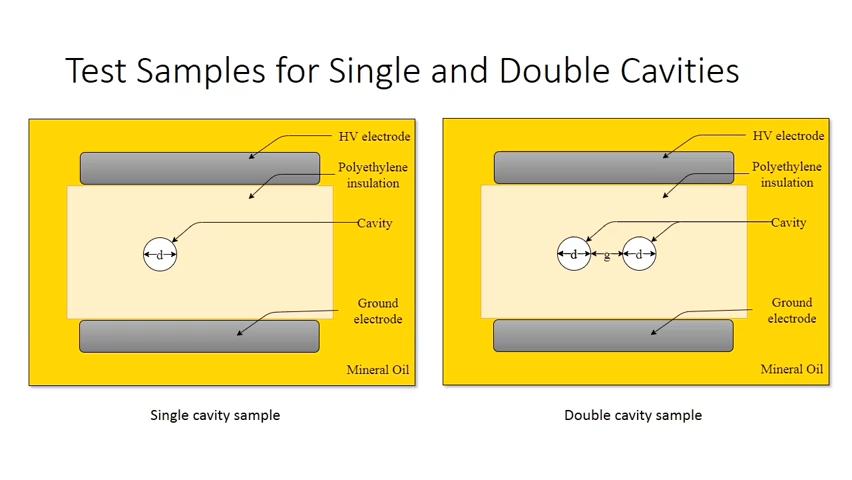 Test Samples for Single and Double Cavities
HV electrode
Polyethylene
insulation
Cavity
d
Ground
electrode
Mineral Oil
Single cavity sample
HV electrode
Polyethylene
insulation
Cavity
d g d
Ground
electrode
Mineral Oil
Double cavity sample